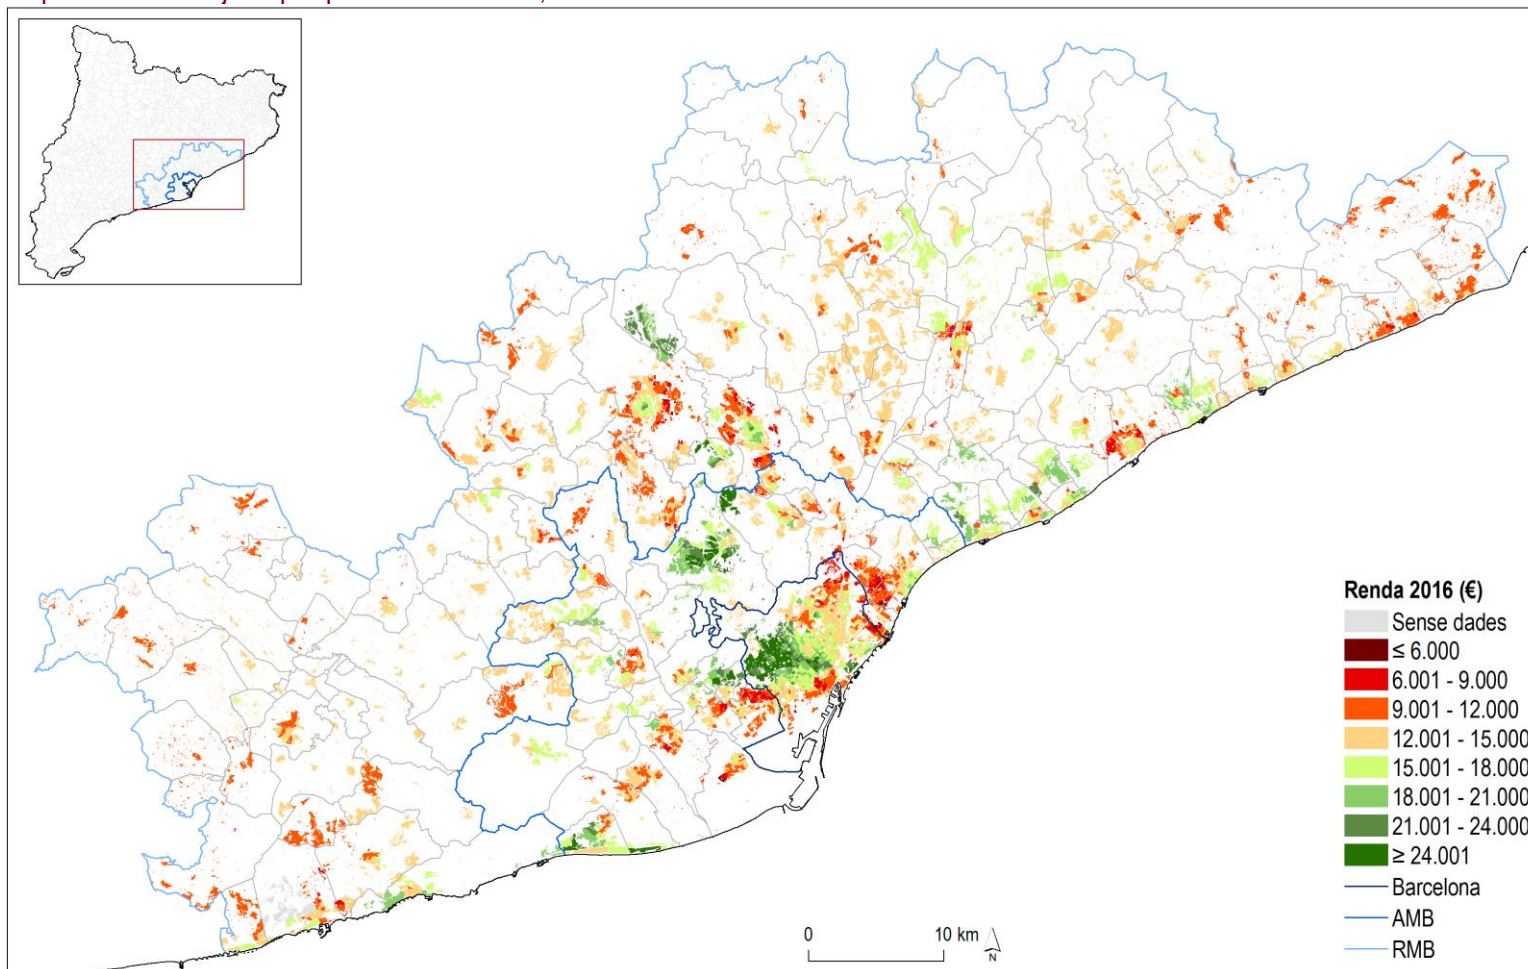 Renda 2016 (€)
Sense dades
≤ 6.000
6.001 - 9.000
9.001 - 12.000
12.001 - 15.000
15.001 - 18.000
18.001 - 21.000
21.001 - 24.000
≥ 24.001
Barcelona
AMB
RMB
0 10 km
N